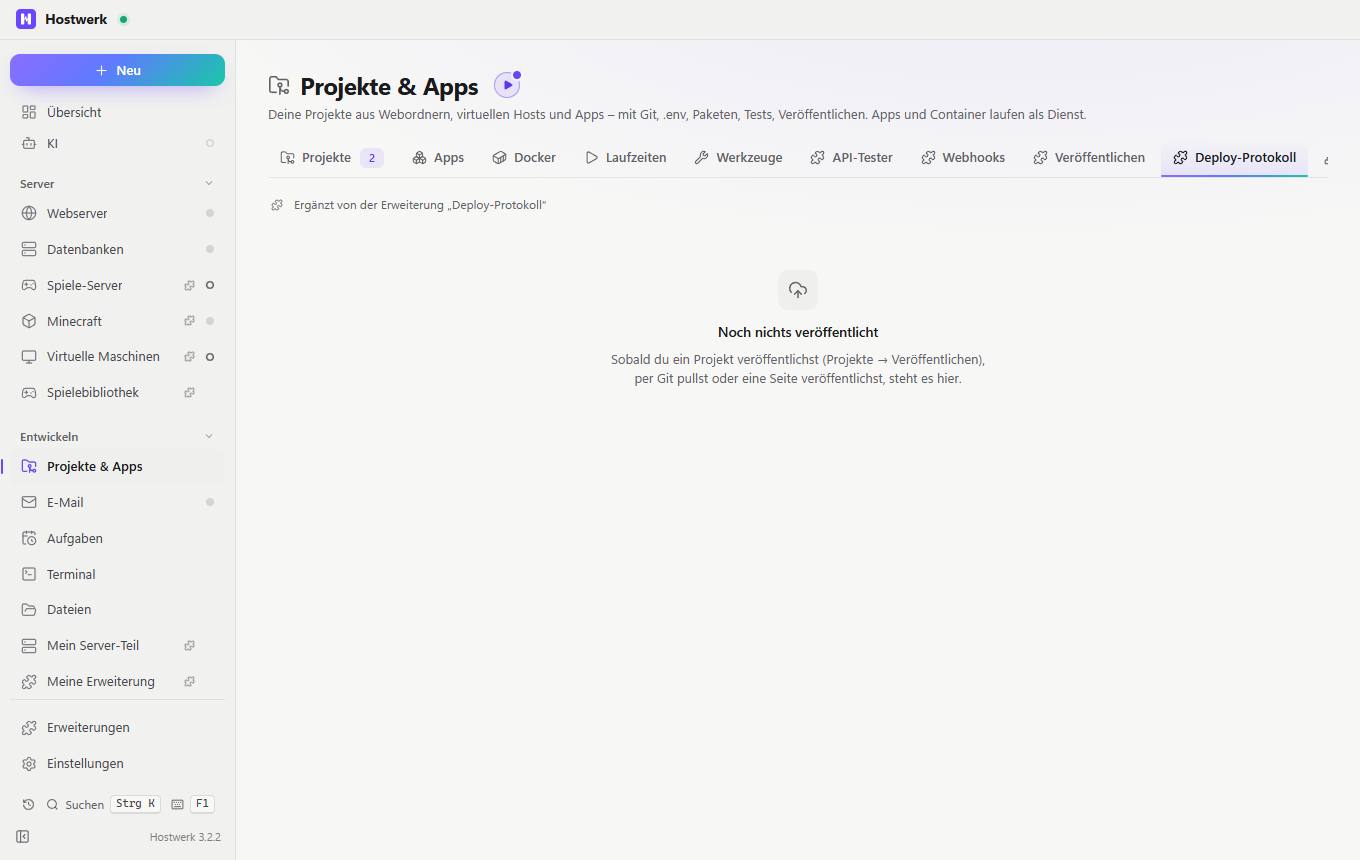 Hostwerk
Neu
Übersicht
KI
Server
Webserver
Datenbanken
Spiele-Server
Minecraft
Virtuelle Maschinen
Spielebibliothek
Entwickeln
Projekte & Apps
E-Mail
Aufgaben
Terminal
Dateien
Mein Server-Teil
Meine Erweiterung
Erweiterungen
Einstellungen
Suchen Strg K F1
Hostwerk 3.2.2
Projekte & Apps
Deine Projekte aus Webordnern, virtuellen Hosts und Apps – mit Git, .env, Paketen, Tests, Veröffentlichen. Apps und Container laufen als Dienst.
Projekte 2 Apps Docker Laufzeiten Werkzeuge API-Tester Webhooks Veröffentlichen Deploy-Protokoll
Ergänzt von der Erweiterung „Deploy-Protokoll“
Noch nichts veröffentlicht
Sobald du ein Projekt veröffentlichst (Projekte → Veröffentlichen),
per Git pullst oder eine Seite veröffentlichst, steht es hier.